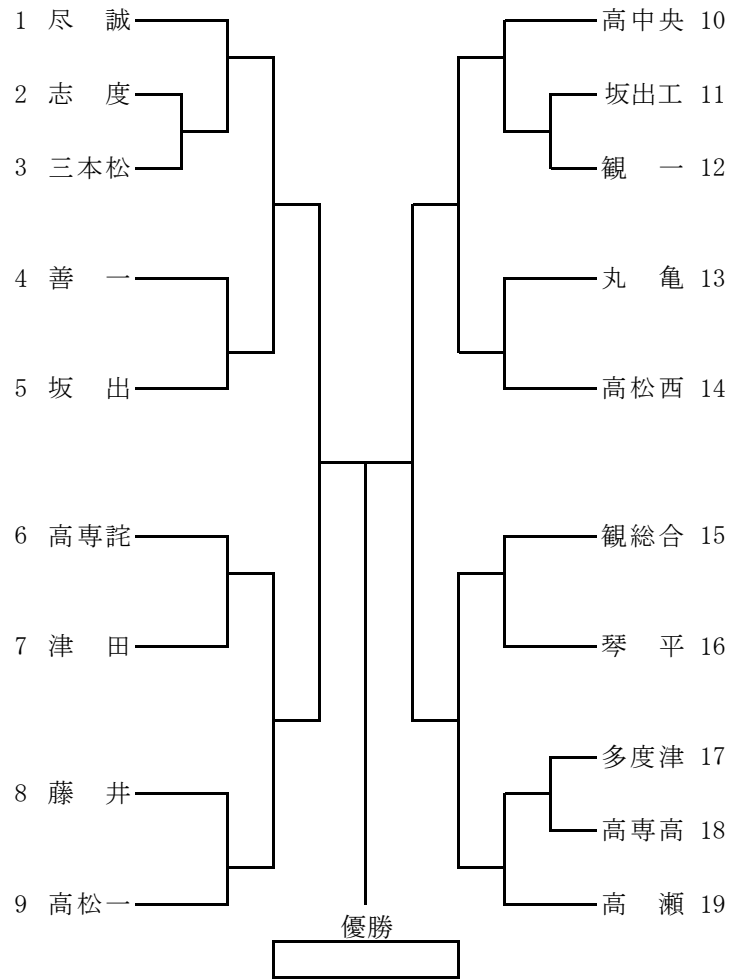 1 尽 誠
2 志 度
3 三本松
4 善 一
5 坂 出
6 高専詫
7 津 田
8 藤 井
9 高松一
高中央 10
坂出工 11
観 一 12
丸 亀 13
高松西 14
観総合 15
琴 平 16
多度津 17
高専高 18
高 瀬 19
優勝